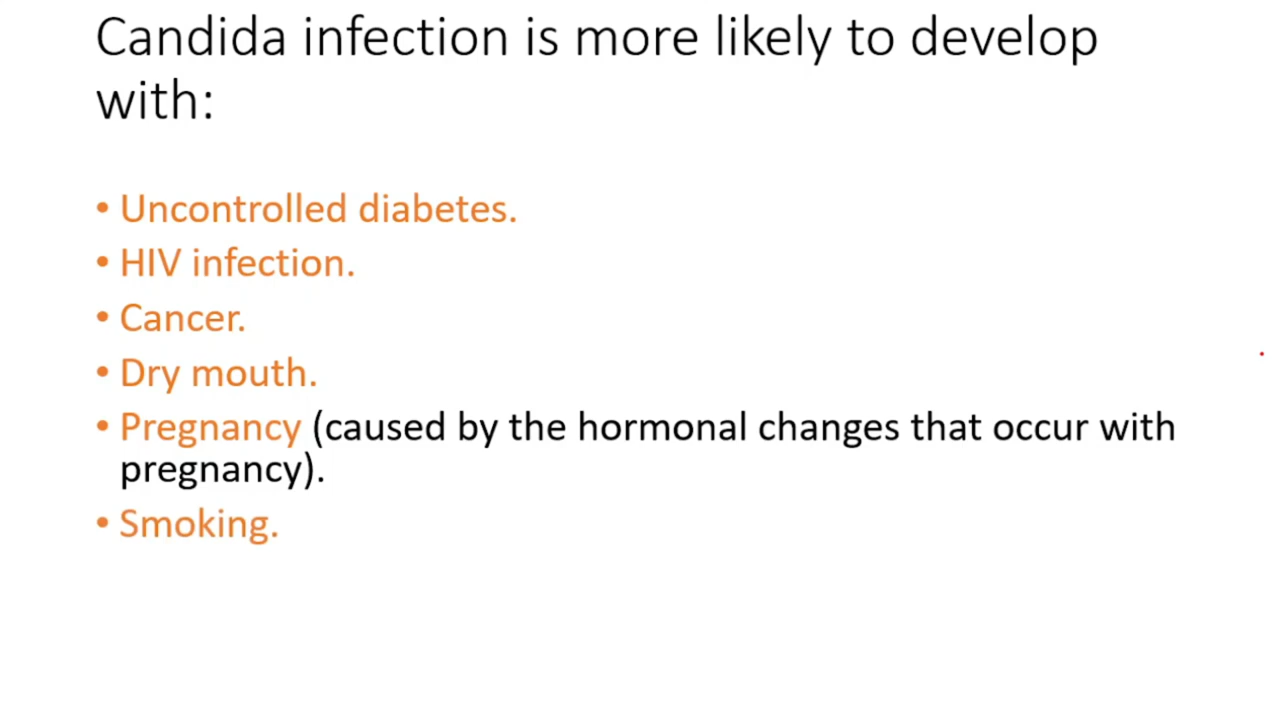 Candida infection is more likely to develop
with:
• Uncontrolled diabetes.
• HIV infection.
• Cancer.
• Dry mouth.
• Pregnancy (caused by the hormonal changes that occur with
pregnancy).
• Smoking.